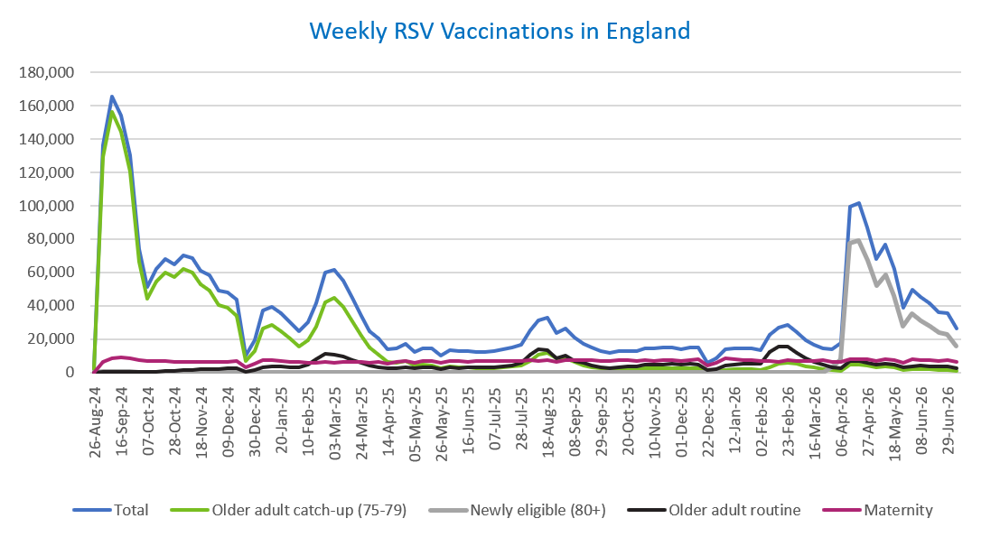 Weekly RSV Vaccinations in England
180,000
160,000
140,000
120,000
100,000
80,000
60,000
40,000
20,000
0
26-Aug-24
16-Sep-24
07-Oct-24
28-Oct-24
18-Nov-24
09-Dec-24
30-Dec-24
20-Jan-25
10-Feb-25
03-Mar-25
24-Mar-25
14-Apr-25
05-May-25
26-May-25
16-Jun-25
07-Jul-25
28-Jul-25
18-Aug-25
08-Sep-25
29-Sep-25
20-Oct-25
10-Nov-25
01-Dec-25
22-Dec-25
12-Jan-26
02-Feb-26
23-Feb-26
16-Mar-26
06-Apr-26
27-Apr-26
18-May-26
08-Jun-26
29-Jun-26
Total Older adult catch-up (75-79) Newly eligible (80+) Older adult routine Maternity